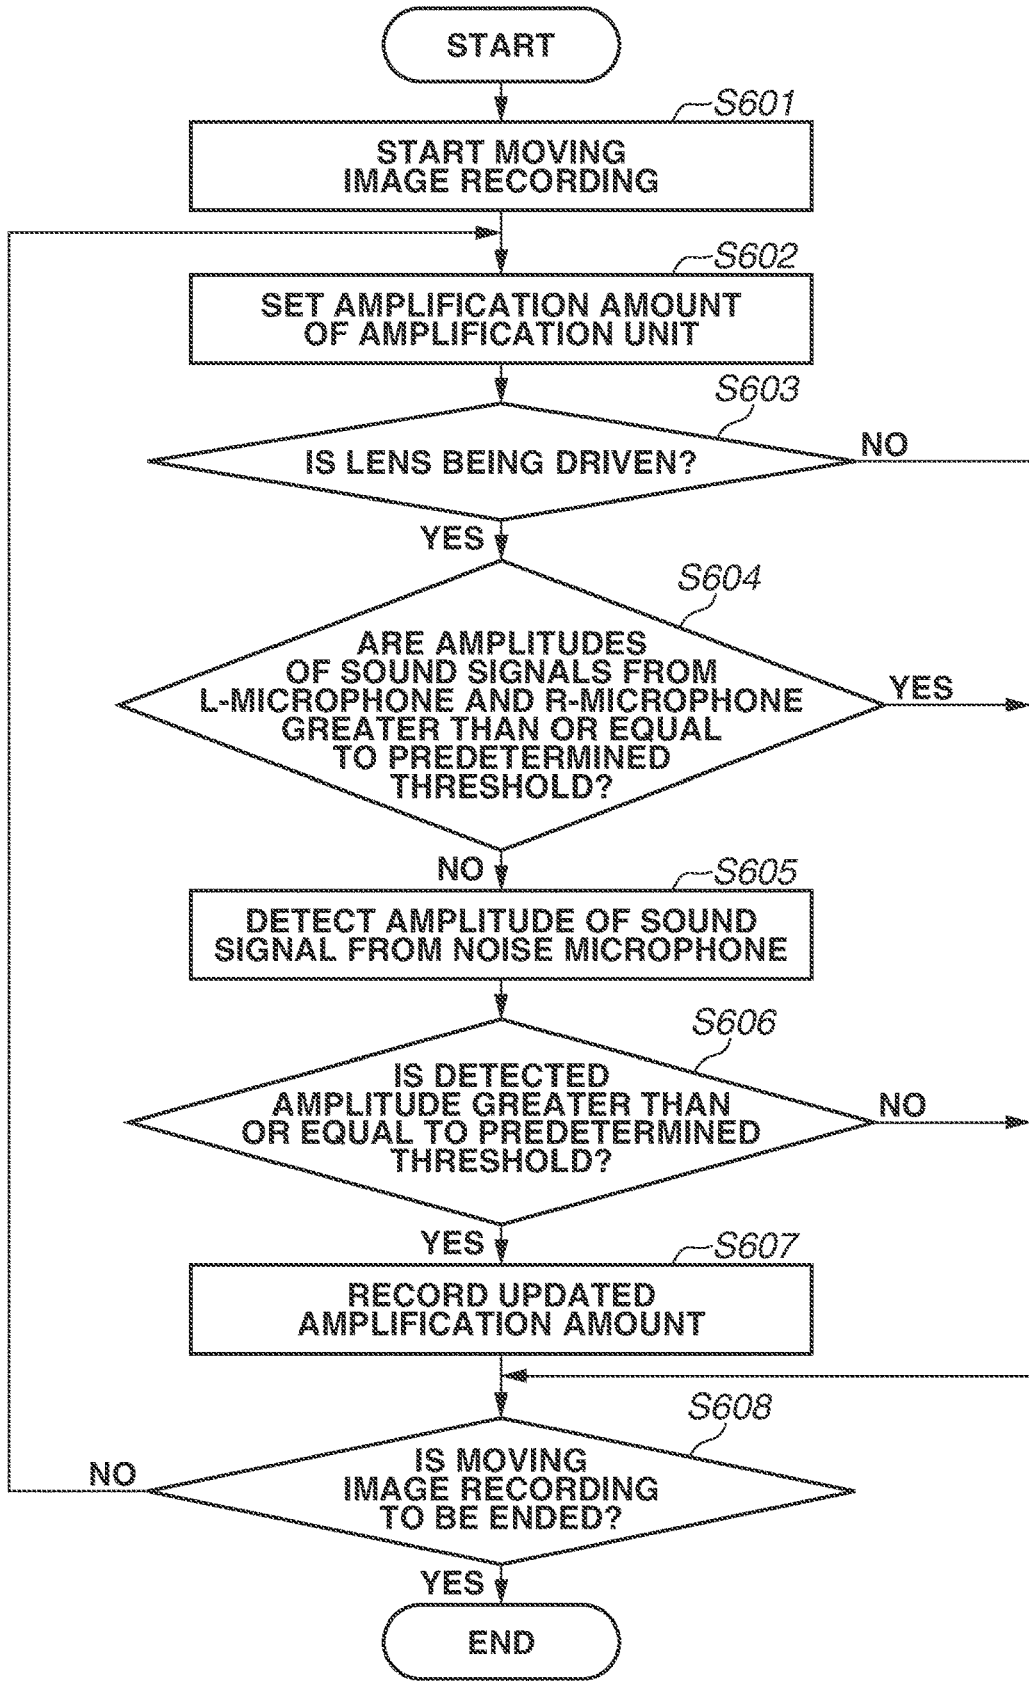 START
S601
START MOVING
IMAGE RECORDING
S602
SET AMPLIFICATION AMOUNT
OF AMPLIFICATION UNIT
S603
IS LENS BEING DRIVEN?
NO
YES
S604
ARE AMPLITUDES
OF SOUND SIGNALS FROM
L-MICROPHONE AND R-MICROPHONE
GREATER THAN OR EQUAL
TO PREDETERMINED
THRESHOLD?
YES
NO
S605
DETECT AMPLITUDE OF SOUND
SIGNAL FROM NOISE MICROPHONE
S606
IS DETECTED
AMPLITUDE GREATER THAN
OR EQUAL TO PREDETERMINED
THRESHOLD?
NO
YES
S607
RECORD UPDATED
AMPLIFICATION AMOUNT
S608
IS MOVING
IMAGE RECORDING
TO BE ENDED?
NO
YES
END